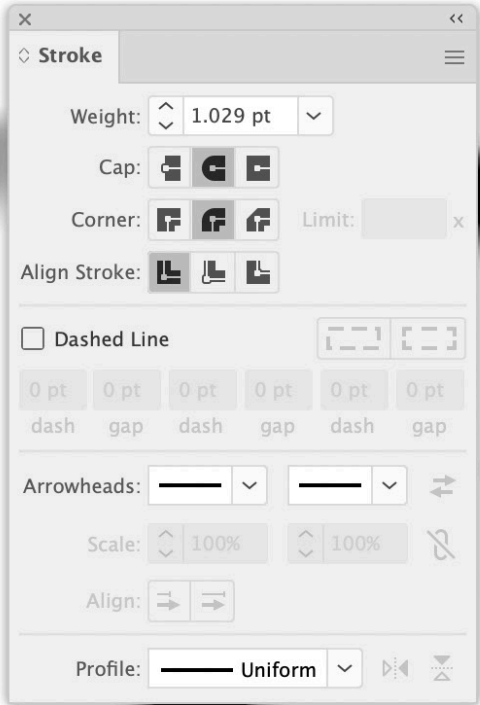 Stroke
Weight: 1.029 pt
Cap:
Corner: Limit: x
Align Stroke:
Dashed Line
0 pt 0 pt 0 pt 0 pt 0 pt 0 pt
dash gap dash gap dash gap
Arrowheads:
Scale: 100% 100%
Align:
Profile: Uniform